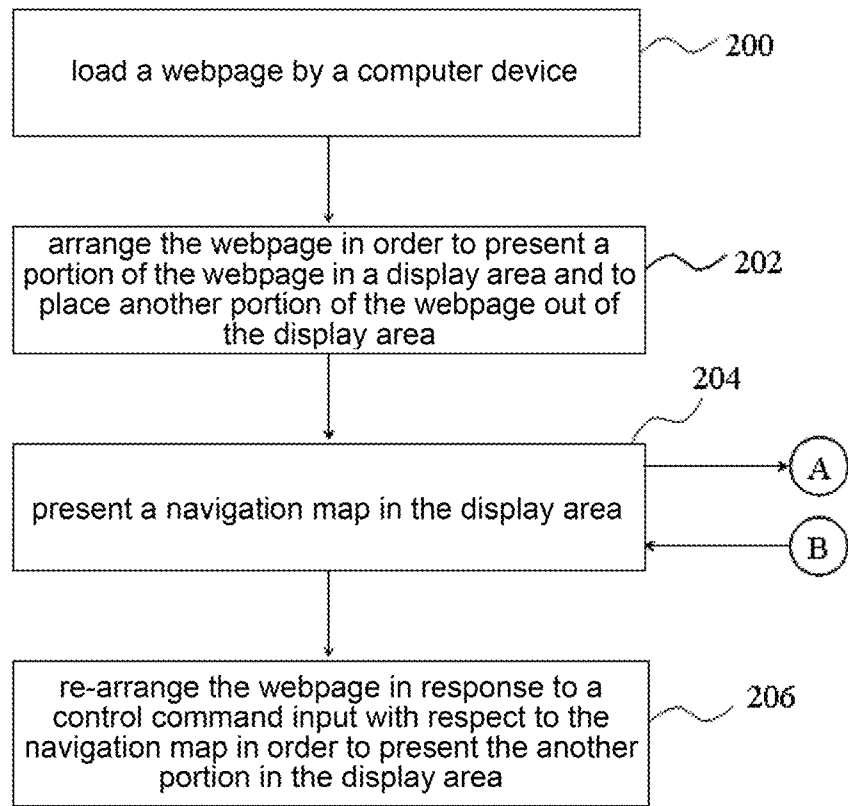 load a webpage by a computer device
200
arrange the webpage in order to present a
portion of the webpage in a display area and to
place another portion of the webpage out of
the display area
202
204
present a navigation map in the display area
A
B
re-arrange the webpage in response to a
control command input with respect to the
navigation map in order to present the another
portion in the display area
206